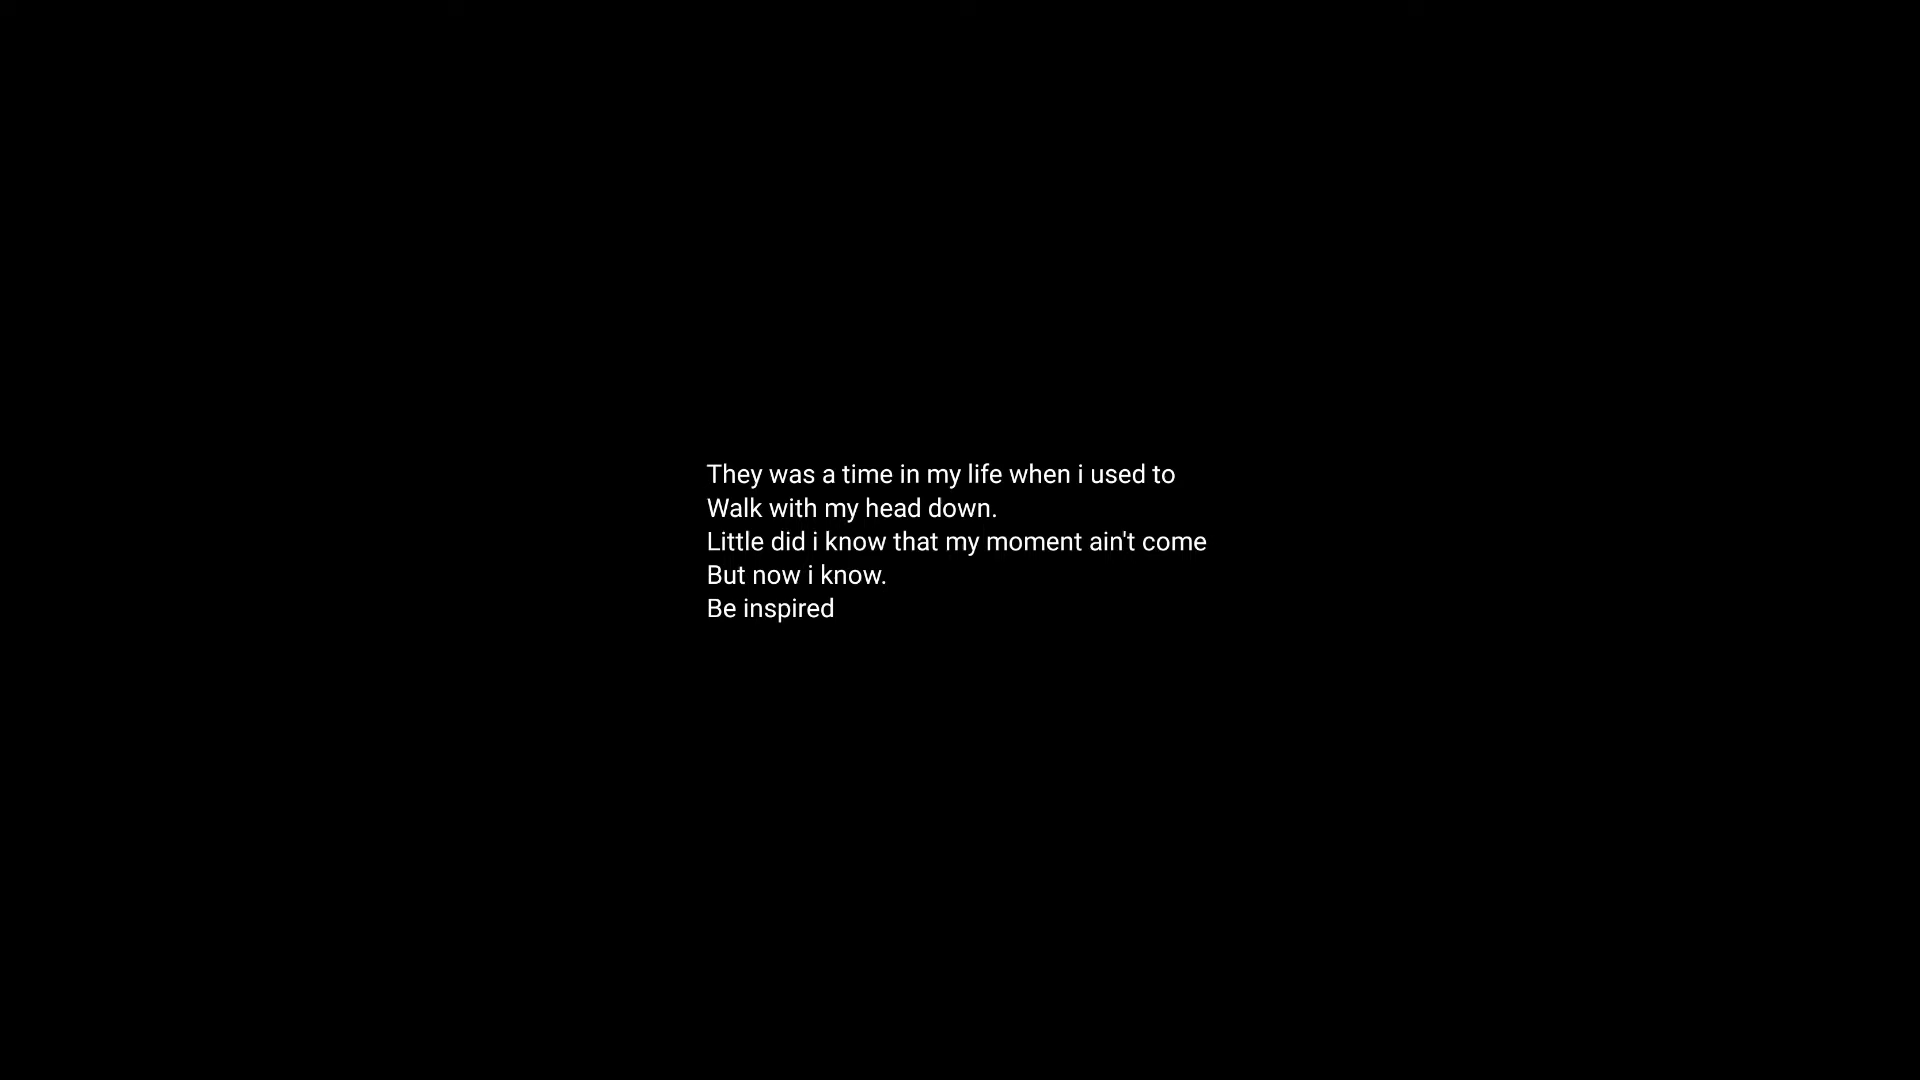 They was a time in my life when i used to
Walk with my head down.
Little did i know that my moment ain't come
But now i know.
Be inspired